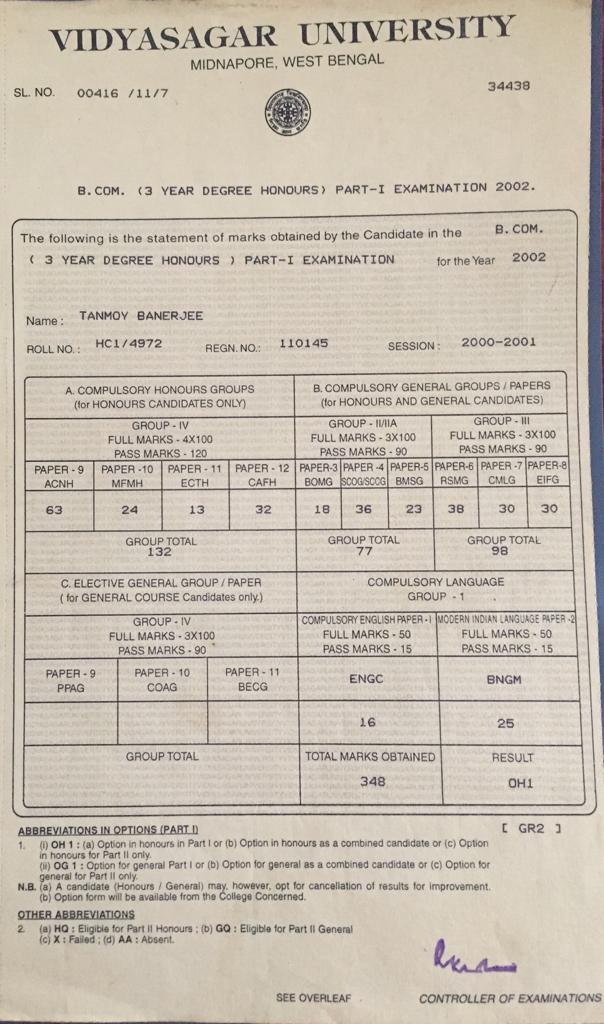 VIDYASAGAR UNIVERSITY
MIDNAPORE, WEST BENGAL
SL. NO. 00416 /11/7 34438
B.COM. (3 YEAR DEGREE HONOURS) PART-I EXAMINATION 2002.
The following is the statement of marks obtained by the Candidate in the B.COM.
( 3 YEAR DEGREE HONOURS ) PART-I EXAMINATION for the Year 2002
Name : TANMOY BANERJEE
ROLL NO. : HC1/4972 REGN. NO.: 110145 SESSION : 2000-2001
A. COMPULSORY HONOURS GROUPS B. COMPULSORY GENERAL GROUPS / PAPERS
(for HONOURS CANDIDATES ONLY) (for HONOURS AND GENERAL CANDIDATES)
GROUP - IV GROUP - II/IIA GROUP - III
FULL MARKS - 4X100 FULL MARKS - 3X100 FULL MARKS - 3X100
PASS MARKS - 120 PASS MARKS - 90 PASS MARKS - 90
PAPER - 9 PAPER -10 PAPER - 11 PAPER - 12 PAPER-3 PAPER -4 PAPER-5 PAPER-6 PAPER -7 PAPER-8
ACNH MFMH ECTH CAFH BOMG SCOG/SCCG BMSG RSMG CMLG EIFG
63 24 13 32 18 36 23 38 30 30
GROUP TOTAL GROUP TOTAL GROUP TOTAL
132 77 98
C. ELECTIVE GENERAL GROUP / PAPER COMPULSORY LANGUAGE
( for GENERAL COURSE Candidates only.) GROUP - 1
GROUP - IV COMPULSORY ENGLISH PAPER - I MODERN INDIAN LANGUAGE PAPER -2
FULL MARKS - 3X100 FULL MARKS - 50 FULL MARKS - 50
PASS MARKS - 90 PASS MARKS - 15 PASS MARKS - 15
PAPER - 9 PAPER - 10 PAPER - 11 ENGC BNGM
PPAG COAG BECG
16 25
GROUP TOTAL TOTAL MARKS OBTAINED RESULT
348 OH1
ABBREVIATIONS IN OPTIONS (PART I) [ GR2 ]
1. (i) OH 1 : (a) Option in honours in Part I or (b) Option in honours as a combined candidate or (c) Option
in honours for Part II only.
(ii) OG 1 : Option for general Part I or (b) Option for general as a combined candidate or (c) Option for
general for Part II only.
N.B. (a) A candidate (Honours / General) may, however, opt for cancellation of results for improvement.
(b) Option form will be available from the College Concerned.
OTHER ABBREVIATIONS
2. (a) HQ : Eligible for Part II Honours ; (b) GQ : Eligible for Part II General
(c) X : Failed ; (d) AA : Absent.
SEE OVERLEAF CONTROLLER OF EXAMINATIONS